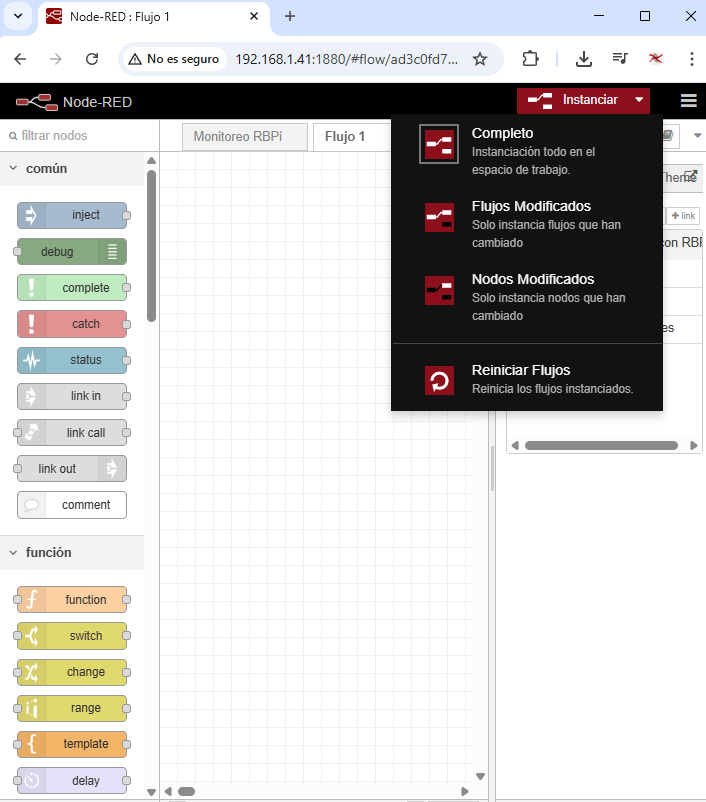 Node-RED : Flujo 1
No es seguro
192.168.1.41:1880/#flow/ad3c0fd7...
Node-RED
Instanciar
filtrar nodos
Monitoreo RBPi
Flujo 1
Completo
Instanciación todo en el
espacio de trabajo.
Flujos Modificados
Solo instancia flujos que han
cambiado
Nodos Modificados
Solo instancia nodos que han
cambiado
Reiniciar Flujos
Reinicia los flujos instanciados.
Theme
+ link
con RBP
es
común
inject
debug
complete
catch
status
link in
link call
link out
comment
función
function
switch
change
range
template
delay